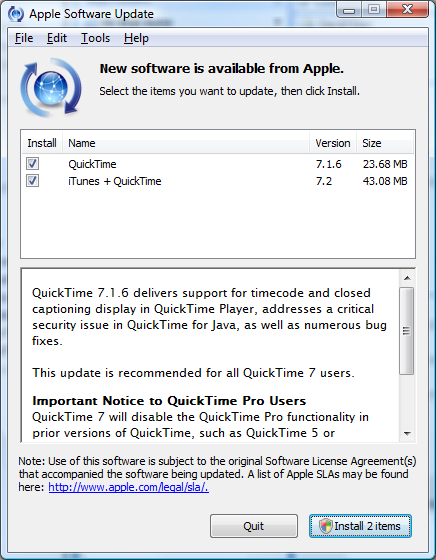 Apple Software Update
File Edit Tools Help
New software is available from Apple.
Select the items you want to update, then click Install.
Install Name Version Size
QuickTime 7.1.6 23.68 MB
iTunes + QuickTime 7.2 43.08 MB
QuickTime 7.1.6 delivers support for timecode and closed
captioning display in QuickTime Player, addresses a critical
security issue in QuickTime for Java, as well as numerous bug
fixes.
This update is recommended for all QuickTime 7 users.
Important Notice to QuickTime Pro Users
QuickTime 7 will disable the QuickTime Pro functionality in
prior versions of QuickTime, such as QuickTime 5 or
Note: Use of this software is subject to the original Software License Agreement(s)
that accompanied the software being updated. A list of Apple SLAs may be found
here: http://www.apple.com/legal/sla/.
Quit Install 2 items